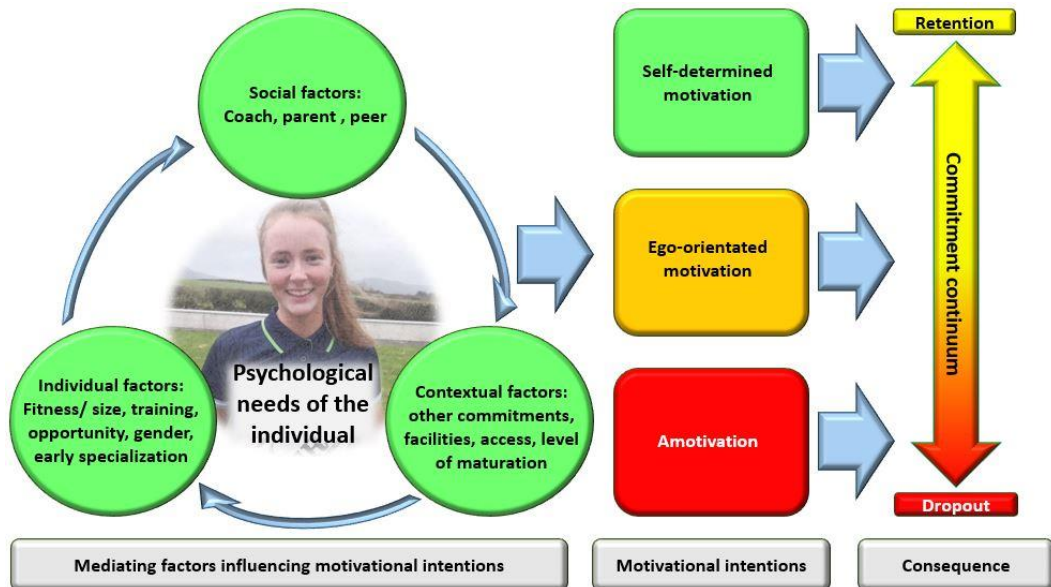 Social factors:
Coach, parent , peer
Individual factors:
Fitness/ size, training,
opportunity, gender,
early specialization
Psychological
needs of the
individual
Contextual factors:
other commitments,
facilities, access, level
of maturation
Mediating factors influencing motivational intentions
Self-determined
motivation
Ego-orientated
motivation
Amotivation
Motivational intentions
Retention
Commitment continuum
Dropout
Consequence